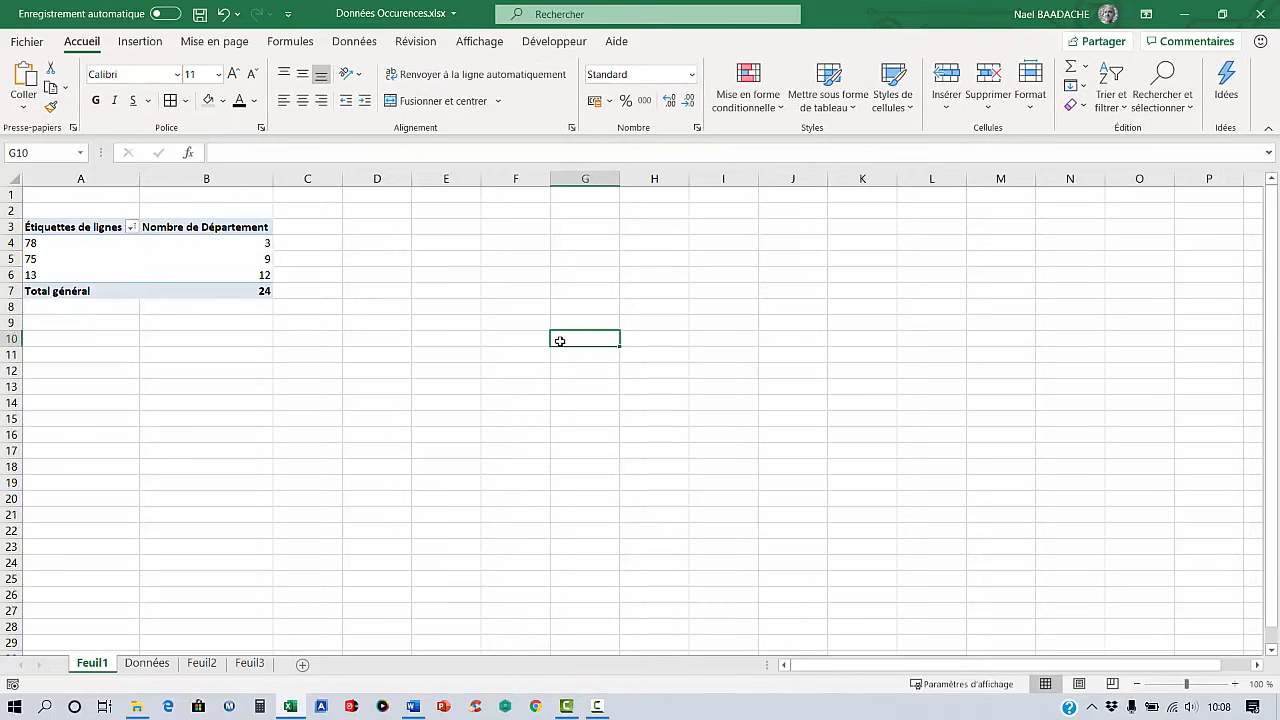 Enregistrement automatique
Données Occurences.xlsx
Rechercher
Nael BAADACHE
Fichier Accueil Insertion Mise en page Formules Données Révision Affichage Développeur Aide
Partager Commentaires
Coller
Calibri 11
Renvoyer à la ligne automatiquement
Standard
G I S
Fusionner et centrer
% 000
Mise en forme conditionnelle
Mettre sous forme de tableau
Styles de cellules
Insérer Supprimer Format
Trier et filtrer
Rechercher et sélectionner
Idées
Presse-papiers Police Alignement Nombre Styles Cellules Édition Idées
G10 fx
A B C D E F G H I J K L M N O P
1
2
3 Étiquettes de lignes Nombre de Département
4 78 3
5 75 9
6 13 12
7 Total général 24
8
9
10
11
12
13
14
15
16
17
18
19
20
21
22
23
24
25
26
27
28
29
Feuil1 Données Feuil2 Feuil3
Paramètres d'affichage 100 %
10:08